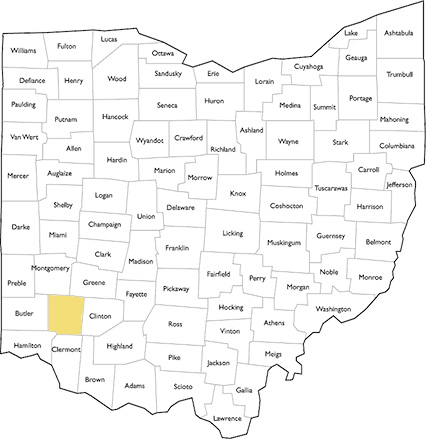 Lake
Ashtabula
Lucas
Fulton
Williams
Ottawa
Geauga
Cuyahoga
Trumbull
Defiance
Henry
Wood
Sandusky
Erie
Lorain
Paulding
Seneca
Huron
Medina
Summit
Portage
Mahoning
Putnam
Hancock
Van Wert
Wyandot
Crawford
Richland
Ashland
Wayne
Stark
Columbiana
Allen
Hardin
Mercer
Auglaize
Marion
Morrow
Holmes
Carroll
Jefferson
Tuscarawas
Logan
Knox
Coshocton
Harrison
Shelby
Union
Delaware
Darke
Miami
Champaign
Licking
Muskingum
Guernsey
Belmont
Clark
Madison
Franklin
Montgomery
Fairfield
Perry
Noble
Monroe
Preble
Greene
Fayette
Pickaway
Morgan
Washington
Butler
Clinton
Hocking
Ross
Vinton
Athens
Hamilton
Clermont
Highland
Meigs
Pike
Jackson
Brown
Adams
Scioto
Gallia
Lawrence